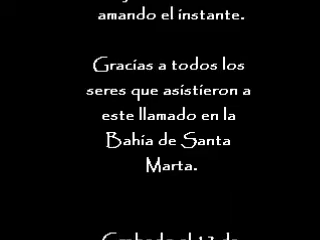 amando el instante.
Gracias a todos los
seres que asistieron a
este llamado en la
Bahía de Santa
Marta.